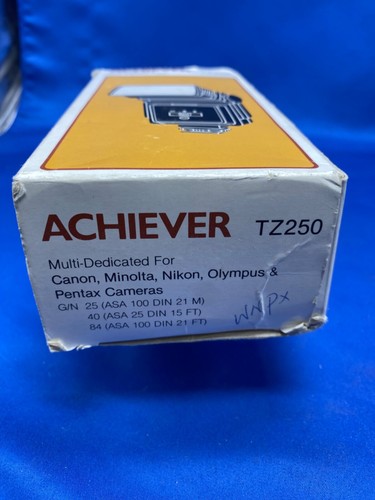 ACHIEVER TZ250
Multi-Dedicated For
Canon, Minolta, Nikon, Olympus &
Pentax Cameras
G/N 25 (ASA 100 DIN 21 M)
40 (ASA 25 DIN 15 FT)
84 (ASA 100 DIN 21 FT)